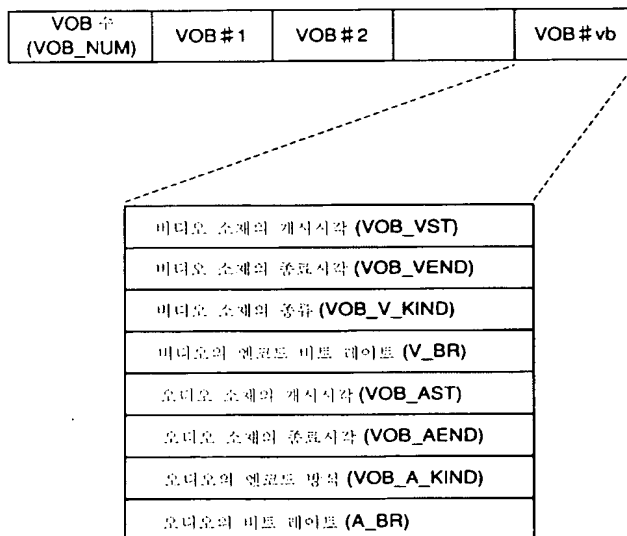 VOB 수
(VOB_NUM)
VOB#1
VOB#2
VOB#vb
비디오 소재의 개시시각 (VOB_VST)
비디오 소재의 종료시각 (VOB_VEND)
비디오 소재의 종류 (VOB_V_KIND)
비디오의 엔코드 비트 레이트 (V_BR)
오디오 소재의 개시시각 (VOB_AST)
오디오 소재의 종료시각 (VOB_AEND)
오디오의 엔코드 방식 (VOB_A_KIND)
오디오의 비트 레이트 (A_BR)